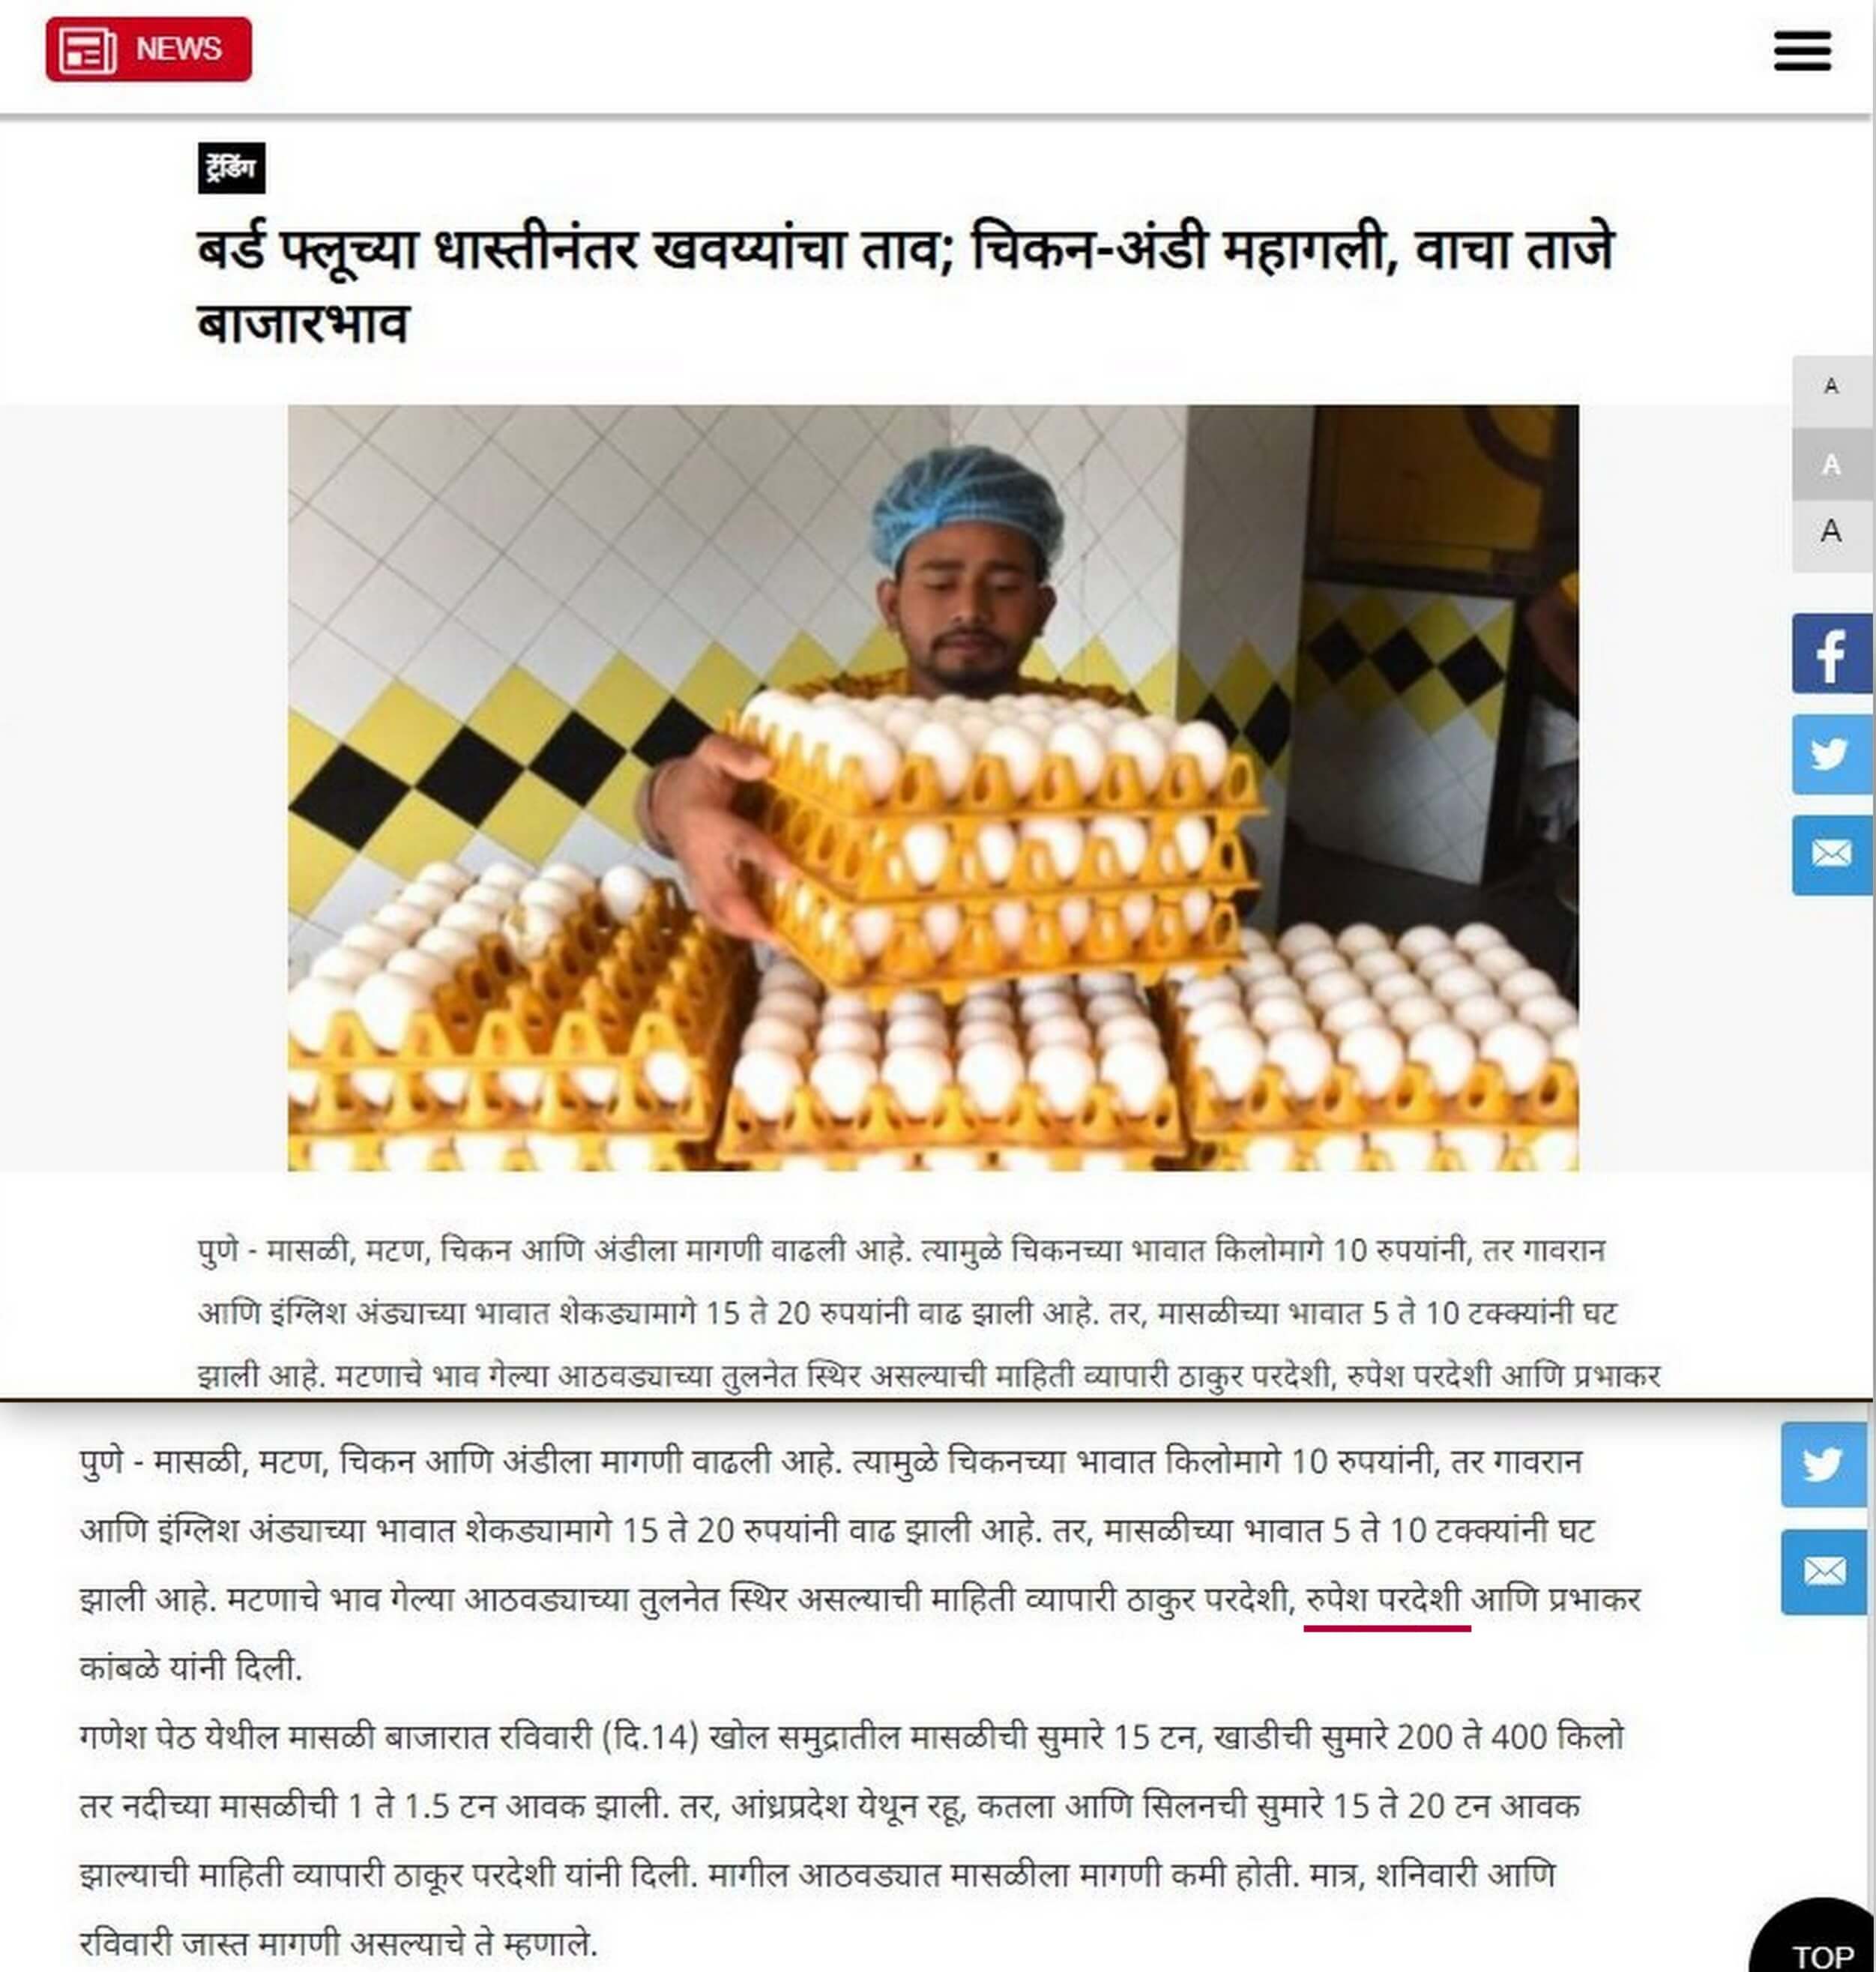 NEWS
ट्रेंडिंग
बर्ड फ्लूच्या धास्तीनंतर खवय्यांचा ताव; चिकन-अंडी महागली, वाचा ताजे
बाजारभाव
A
A
A
पुणे - मासळी, मटण, चिकन आणि अंडीला मागणी वाढली आहे. त्यामुळे चिकनच्या भावात किलोमागे 10 रुपयांनी, तर गावरान
आणि इंग्लिश अंड्याच्या भावात शेकड्यामागे 15 ते 20 रुपयांनी वाढ झाली आहे. तर, मासळीच्या भावात 5 ते 10 टक्क्यांनी घट
झाली आहे. मटणाचे भाव गेल्या आठवड्याच्या तुलनेत स्थिर असल्याची माहिती व्यापारी ठाकुर परदेशी, रुपेश परदेशी आणि प्रभाकर
पुणे - मासळी, मटण, चिकन आणि अंडीला मागणी वाढली आहे. त्यामुळे चिकनच्या भावात किलोमागे 10 रुपयांनी, तर गावरान
आणि इंग्लिश अंड्याच्या भावात शेकड्यामागे 15 ते 20 रुपयांनी वाढ झाली आहे. तर, मासळीच्या भावात 5 ते 10 टक्क्यांनी घट
झाली आहे. मटणाचे भाव गेल्या आठवड्याच्या तुलनेत स्थिर असल्याची माहिती व्यापारी ठाकुर परदेशी, रुपेश परदेशी आणि प्रभाकर
कांबळे यांनी दिली.
गणेश पेठ येथील मासळी बाजारात रविवारी (दि.14) खोल समुद्रातील मासळीची सुमारे 15 टन, खाडीची सुमारे 200 ते 400 किलो
तर नदीच्या मासळीची 1 ते 1.5 टन आवक झाली. तर, आंध्रप्रदेश येथून रहू, कतला आणि सिलनची सुमारे 15 ते 20 टन आवक
झाल्याची माहिती व्यापारी ठाकूर परदेशी यांनी दिली. मागील आठवड्यात मासळीला मागणी कमी होती. मात्र, शनिवारी आणि
रविवारी जास्त मागणी असल्याचे ते म्हणाले.
TOP